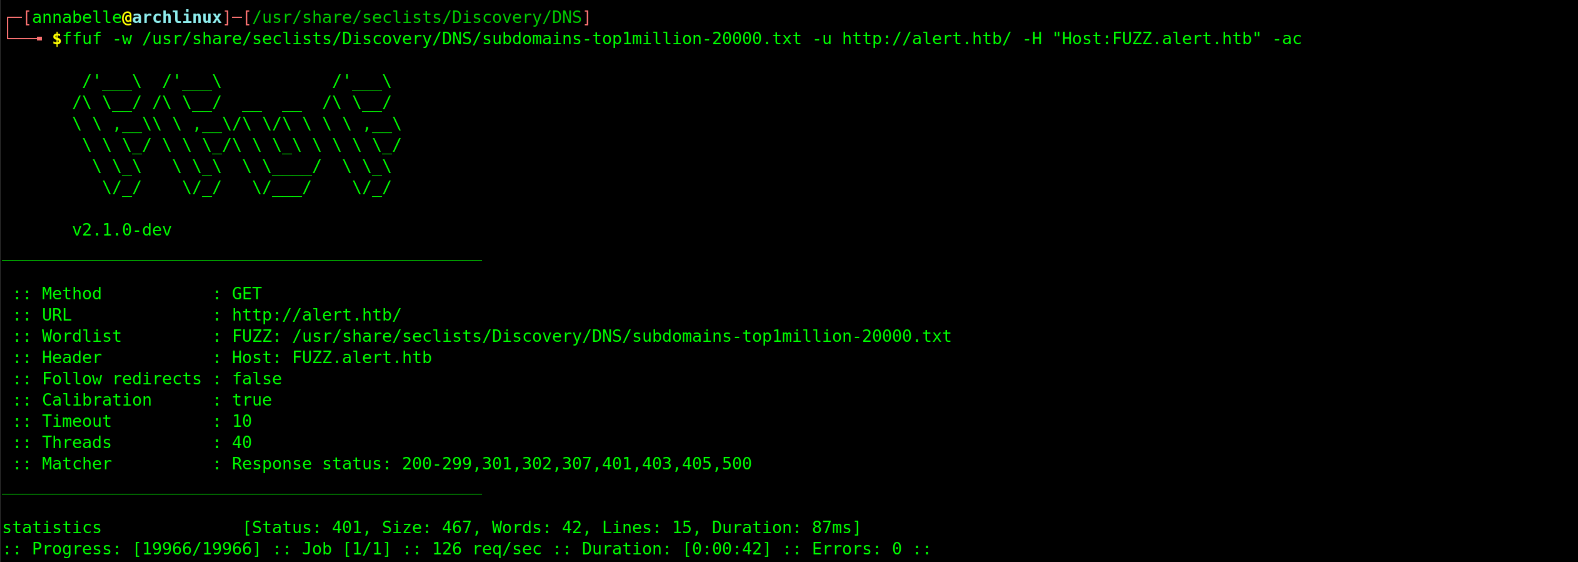 ┌─[annabelle@archlinux]─[/usr/share/seclists/Discovery/DNS]
└──╼ $ffuf -w /usr/share/seclists/Discovery/DNS/subdomains-top1million-20000.txt -u http://alert.htb/ -H "Host:FUZZ.alert.htb" -ac
        /'___\  /'___\           /'___\
       /\ \__/ /\ \__/  __  __  /\ \__/
       \ \ ,__\\ \ ,__\/\ \/\ \ \ \ ,__\
        \ \ \_/ \ \ \_/\ \ \_\ \ \ \ \_/
         \ \_\   \ \_\  \ \____/  \ \_\
          \/_/    \/_/   \/___/    \/_/
       v2.1.0-dev
________________________________________________
 :: Method           : GET
 :: URL              : http://alert.htb/
 :: Wordlist         : FUZZ: /usr/share/seclists/Discovery/DNS/subdomains-top1million-20000.txt
 :: Header           : Host: FUZZ.alert.htb
 :: Follow redirects : false
 :: Calibration      : true
 :: Timeout          : 10
 :: Threads          : 40
 :: Matcher          : Response status: 200-299,301,302,307,401,403,405,500
________________________________________________
statistics              [Status: 401, Size: 467, Words: 42, Lines: 15, Duration: 87ms]
:: Progress: [19966/19966] :: Job [1/1] :: 126 req/sec :: Duration: [0:00:42] :: Errors: 0 ::